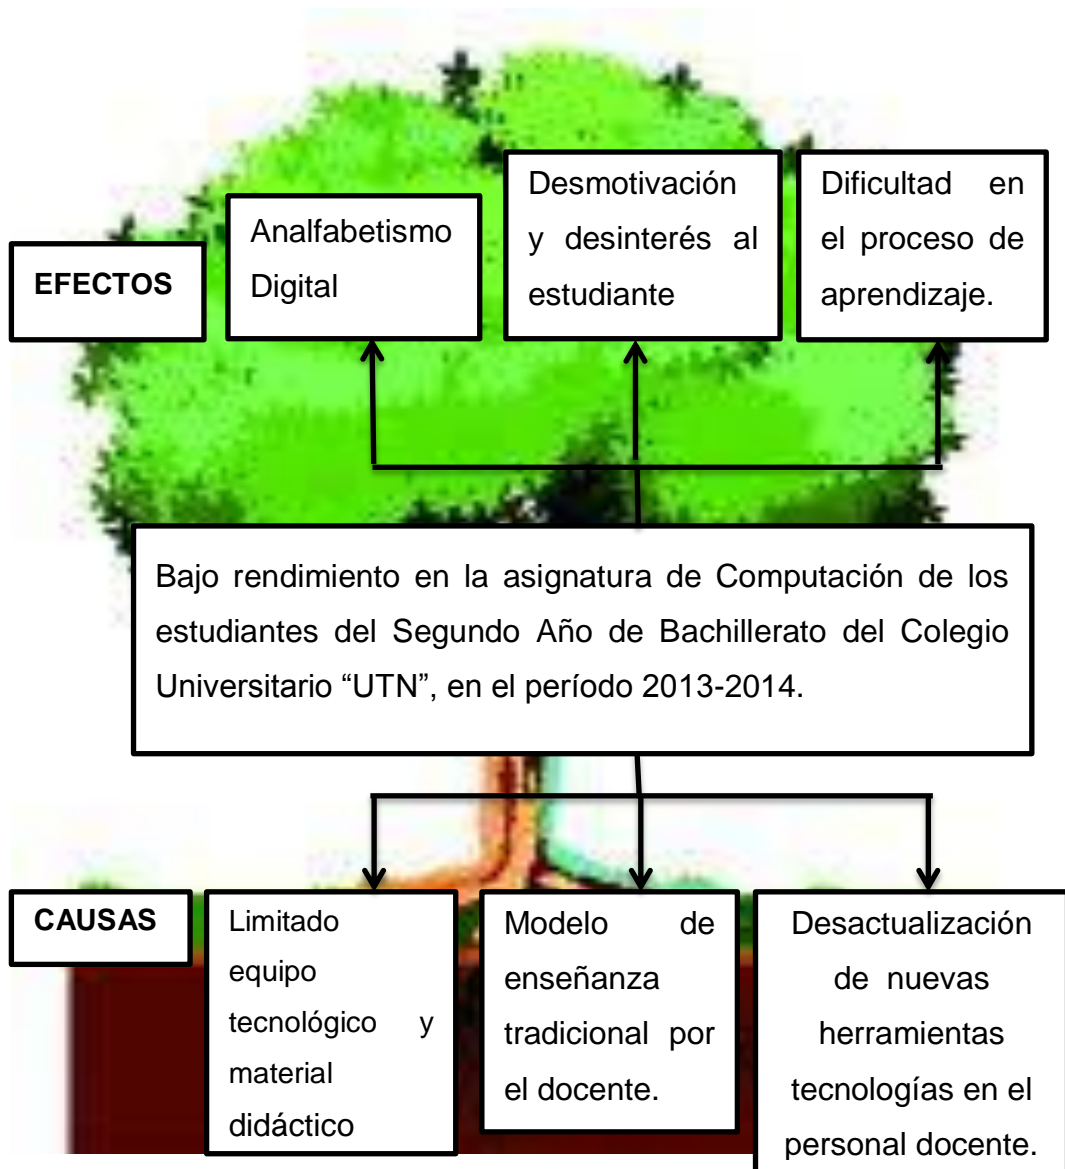 EFECTOS
Analfabetismo
Digital
Desmotivación
y desinterés al
estudiante
Dificultad en
el proceso de
aprendizaje.
Bajo rendimiento en la asignatura de Computación de los
estudiantes del Segundo Año de Bachillerato del Colegio
Universitario “UTN”, en el período 2013-2014.
CAUSAS
Limitado
equipo
tecnológico y
material
didáctico
Modelo de
enseñanza
tradicional por
el docente.
Desactualización
de nuevas
herramientas
tecnologías en el
personal docente.